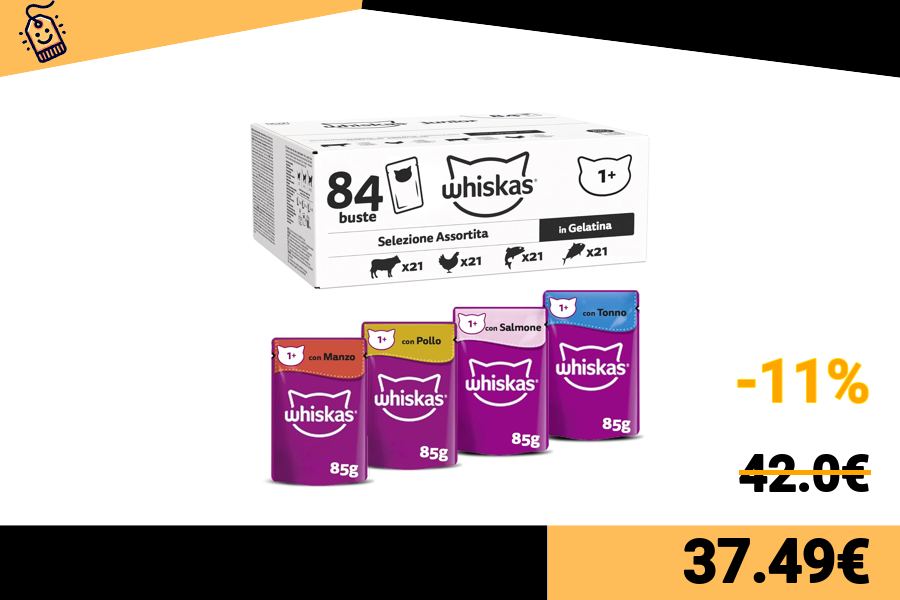 whiskas
84
buste
whiskas®
1+
Selezione Assortita
in Gelatina
x21
x21
x21
x21
1+
con Manzo
whiskas®
85g
1+
con Pollo
whiskas®
85g
1+
con Salmone
whiskas®
85g
1+
con Tonno
whiskas®
85g
-11%
42.0€
37.49€